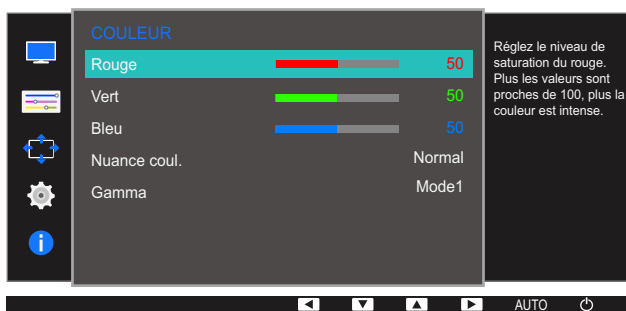 COULEUR
Rouge 50
Vert 50
Bleu 50
Nuance coul. Normal
Gamma Mode1
Réglez le niveau de
saturation du rouge.
Plus les valeurs sont
proches de 100, plus la
couleur est intense.
AUTO